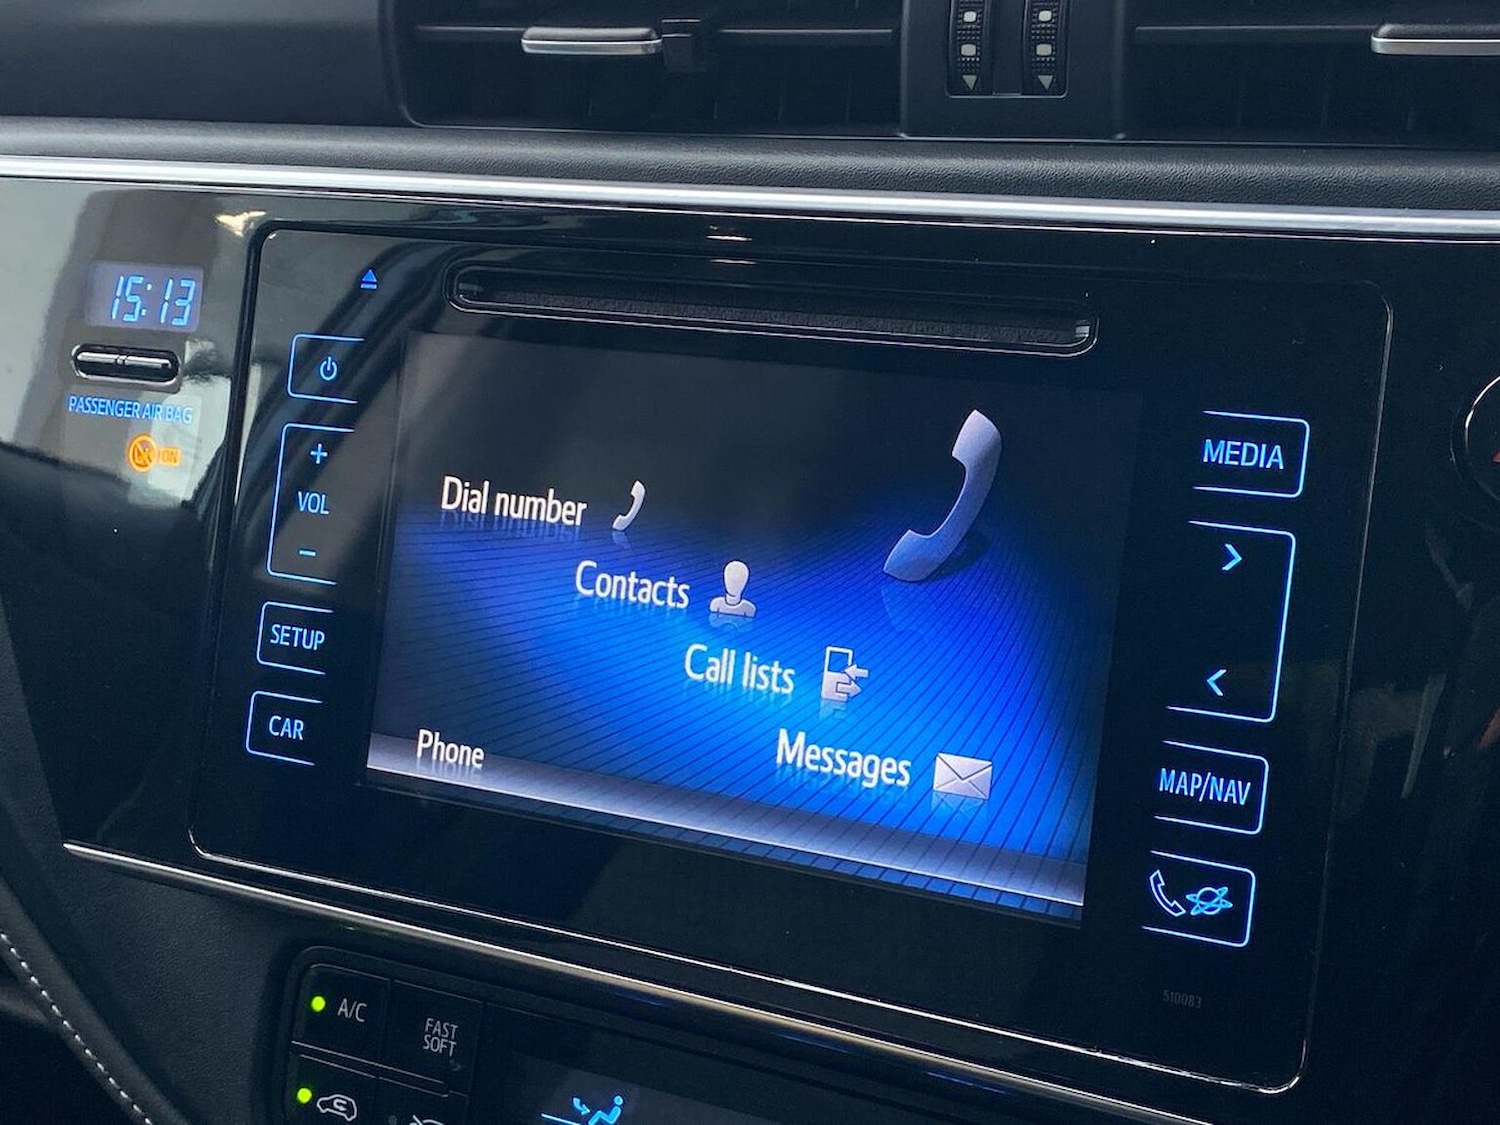 15:13
PASSENGER AIR BAG
ON
VOL
SETUP
CAR
Dial number
Contacts
Call lists
Messages
Phone
MEDIA
MAP/NAV
510083
A/C
FAST
SOFT